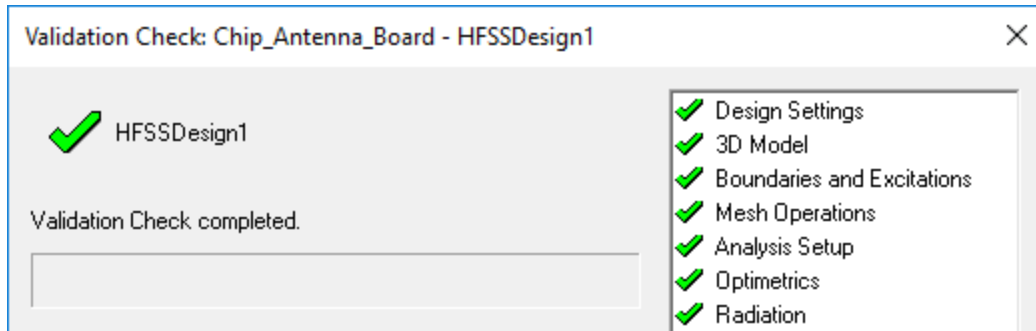 Validation Check: Chip_Antenna_Board - HFSSDesign1
HFSSDesign1
Validation Check completed.
Design Settings
3D Model
Boundaries and Excitations
Mesh Operations
Analysis Setup
Optimetrics
Radiation